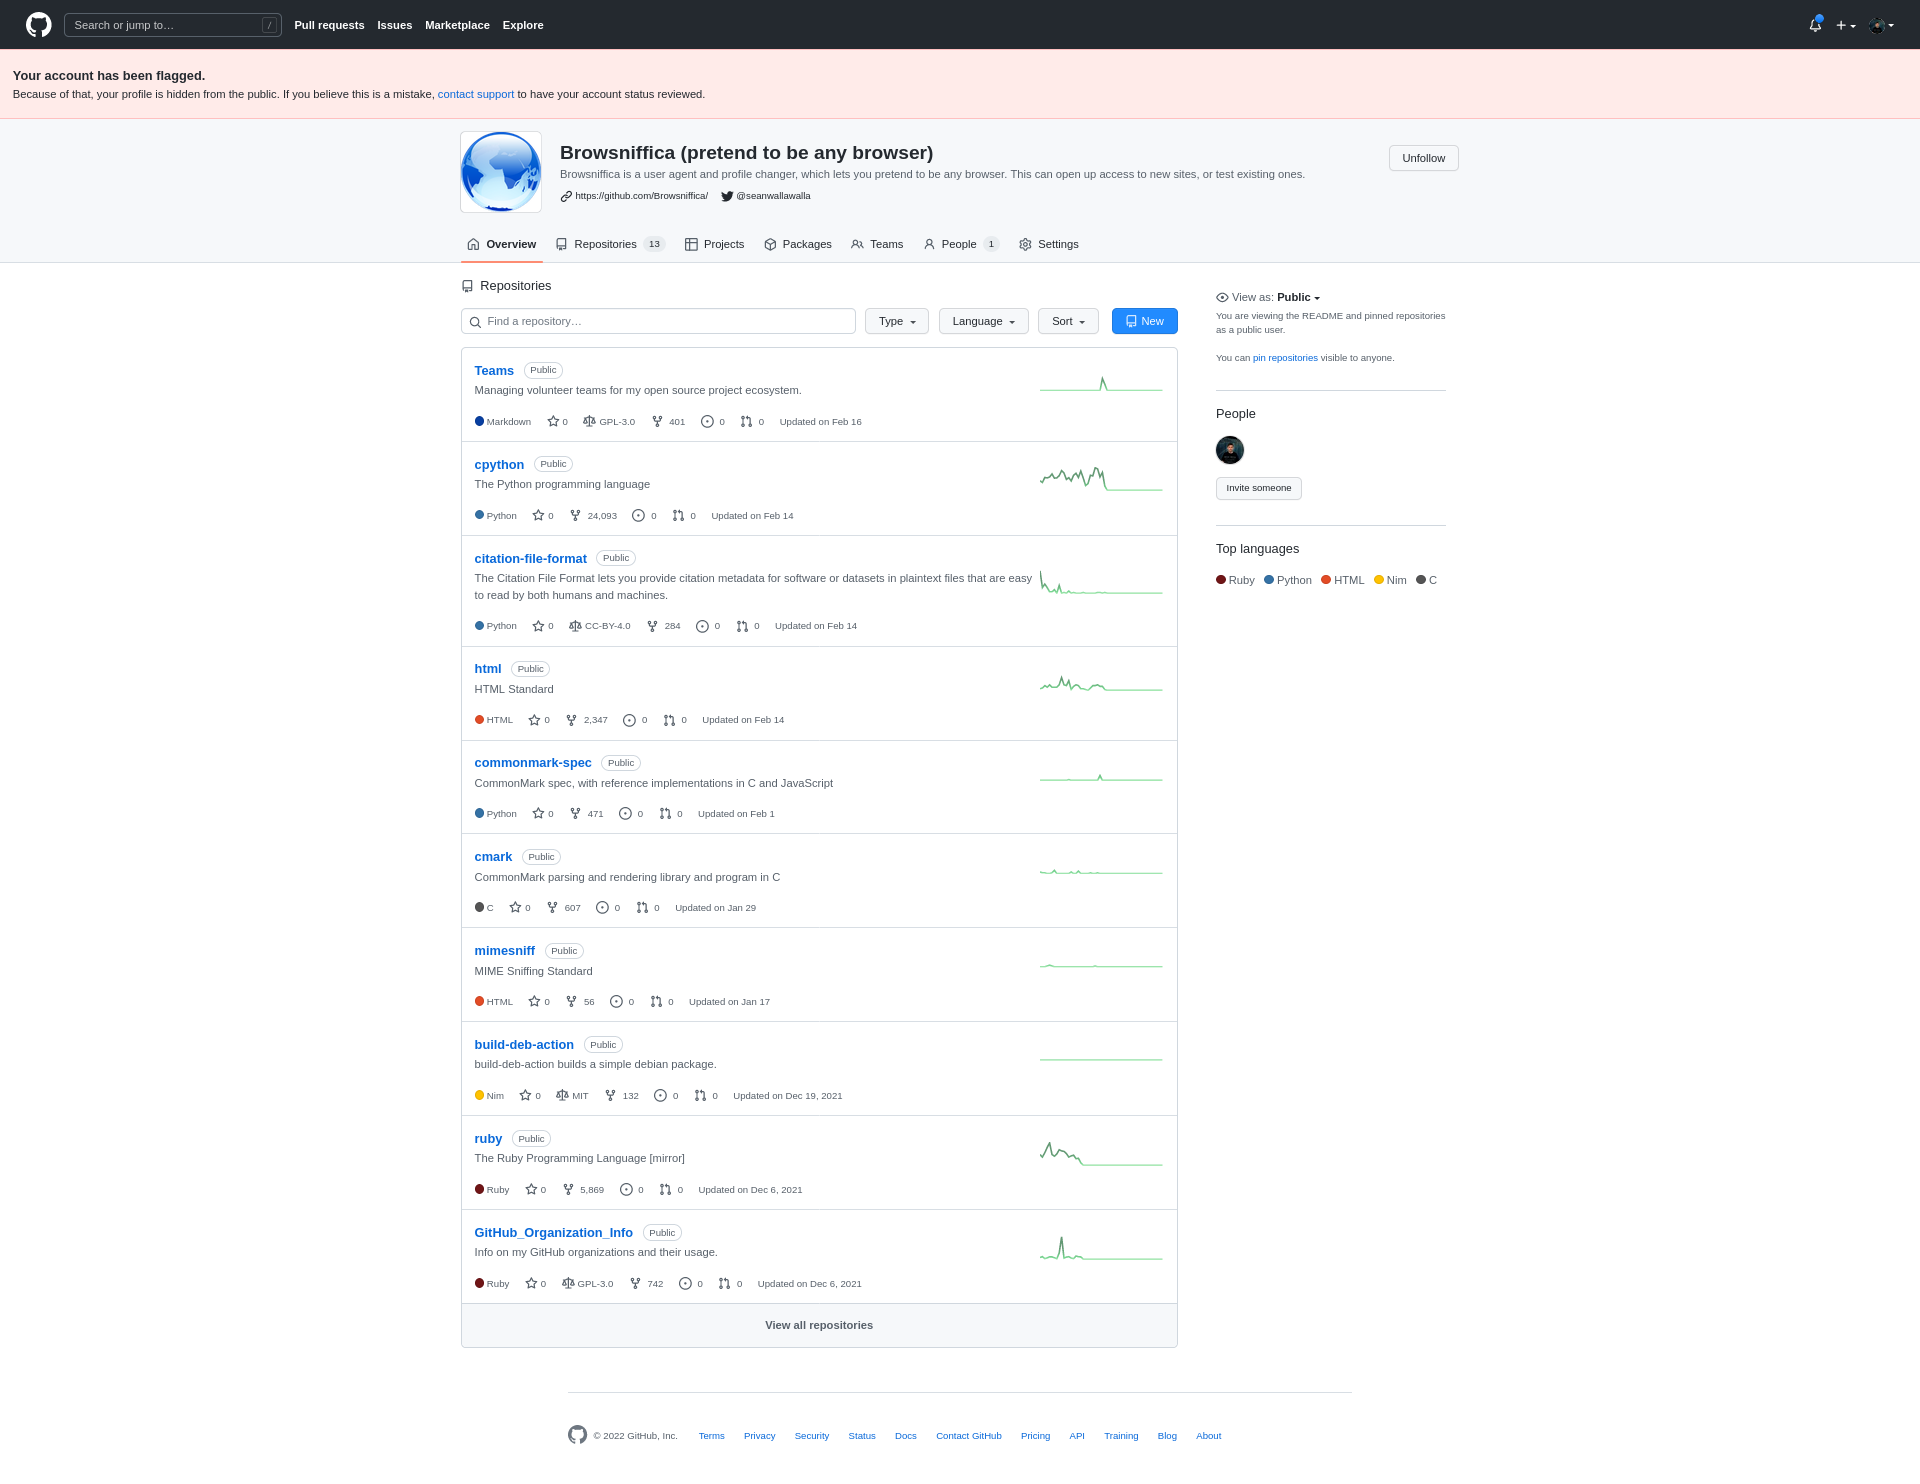 Search or jump to… /
Pull requests Issues Marketplace Explore
Your account has been flagged.
Because of that, your profile is hidden from the public. If you believe this is a mistake, contact support to have your account status reviewed.
Browsniffica (pretend to be any browser)
Unfollow
Browsniffica is a user agent and profile changer, which lets you pretend to be any browser. This can open up access to new sites, or test existing ones.
https://github.com/Browsniffica/ @seanwallawalla
Overview Repositories 13 Projects Packages Teams People 1 Settings
Repositories
Find a repository… Type Language Sort New
Teams Public
Managing volunteer teams for my open source project ecosystem.
Markdown 0 GPL-3.0 401 0 0 Updated on Feb 16
cpython Public
The Python programming language
Python 0 24,093 0 0 Updated on Feb 14
citation-file-format Public
The Citation File Format lets you provide citation metadata for software or datasets in plaintext files that are easy
to read by both humans and machines.
Python 0 CC-BY-4.0 284 0 0 Updated on Feb 14
html Public
HTML Standard
HTML 0 2,347 0 0 Updated on Feb 14
commonmark-spec Public
CommonMark spec, with reference implementations in C and JavaScript
Python 0 471 0 0 Updated on Feb 1
cmark Public
CommonMark parsing and rendering library and program in C
C 0 607 0 0 Updated on Jan 29
mimesniff Public
MIME Sniffing Standard
HTML 0 56 0 0 Updated on Jan 17
build-deb-action Public
build-deb-action builds a simple debian package.
Nim 0 MIT 132 0 0 Updated on Dec 19, 2021
ruby Public
The Ruby Programming Language [mirror]
Ruby 0 5,869 0 0 Updated on Dec 6, 2021
GitHub_Organization_Info Public
Info on my GitHub organizations and their usage.
Ruby 0 GPL-3.0 742 0 0 Updated on Dec 6, 2021
View all repositories
View as: Public
You are viewing the README and pinned repositories
as a public user.
You can pin repositories visible to anyone.
People
Invite someone
Top languages
Ruby Python HTML Nim C
© 2022 GitHub, Inc. Terms Privacy Security Status Docs Contact GitHub Pricing API Training Blog About